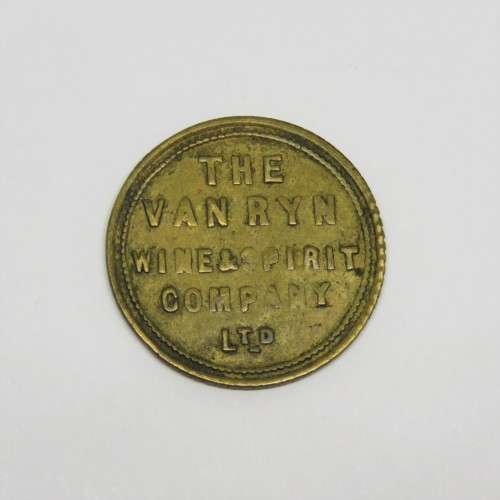 THE
VAN RYN
WINE & SPIRIT
COMPANY
LTD